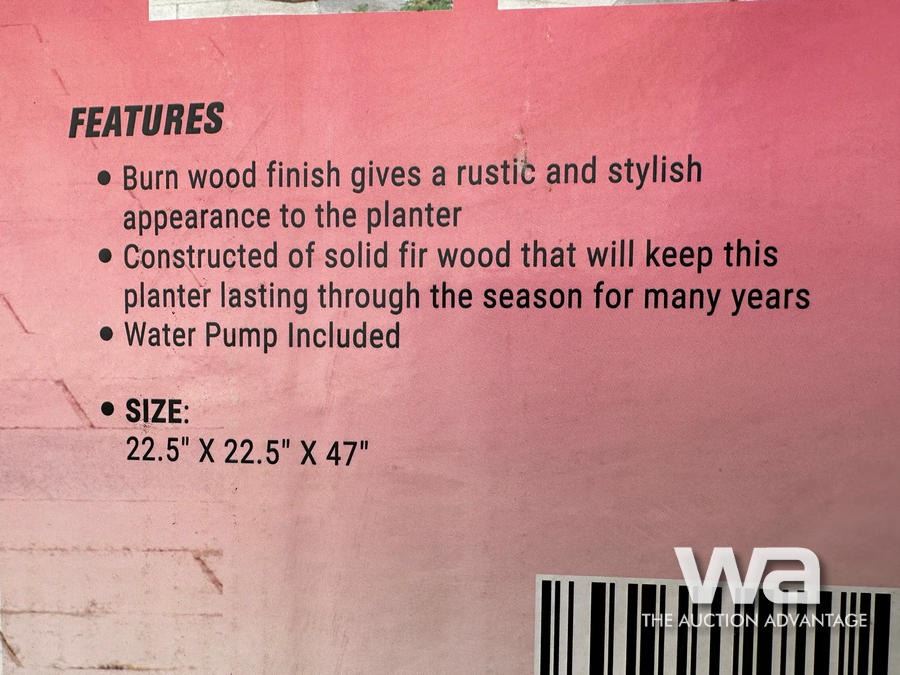 FEATURES
• Burn wood finish gives a rustic and stylish
appearance to the planter
• Constructed of solid fir wood that will keep this
planter lasting through the season for many years
• Water Pump Included
• SIZE:
22.5" X 22.5" X 47"
wa
THE AUCTION ADVANTAGE